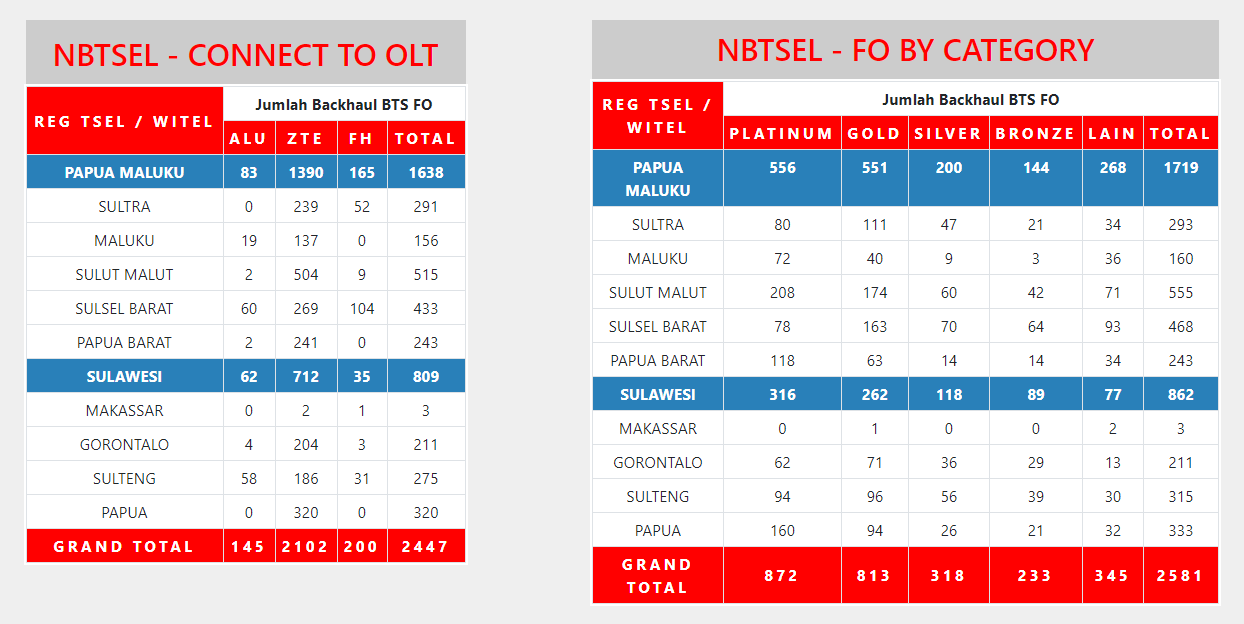 NBTSEL - CONNECT TO OLT
REG TSEL / WITEL Jumlah Backhaul BTS FO
ALU ZTE FH TOTAL
PAPUA MALUKU 83 1390 165 1638
SULTRA 0 239 52 291
MALUKU 19 137 0 156
SULUT MALUT 2 504 9 515
SULSEL BARAT 60 269 104 433
PAPUA BARAT 2 241 0 243
SULAWESI 62 712 35 809
MAKASSAR 0 2 1 3
GORONTALO 4 204 3 211
SULTENG 58 186 31 275
PAPUA 0 320 0 320
GRAND TOTAL 145 2102 200 2447
NBTSEL - FO BY CATEGORY
REG TSEL /
WITEL
Jumlah Backhaul BTS FO
PLATINUM GOLD SILVER BRONZE LAIN TOTAL
PAPUA
MALUKU
556 551 200 144 268 1719
SULTRA 80 111 47 21 34 293
MALUKU 72 40 9 3 36 160
SULUT MALUT 208 174 60 42 71 555
SULSEL BARAT 78 163 70 64 93 468
PAPUA BARAT 118 63 14 14 34 243
SULAWESI 316 262 118 89 77 862
MAKASSAR 0 1 0 0 2 3
GORONTALO 62 71 36 29 13 211
SULTENG 94 96 56 39 30 315
PAPUA 160 94 26 21 32 333
GRAND
TOTAL
872 813 318 233 345 2581